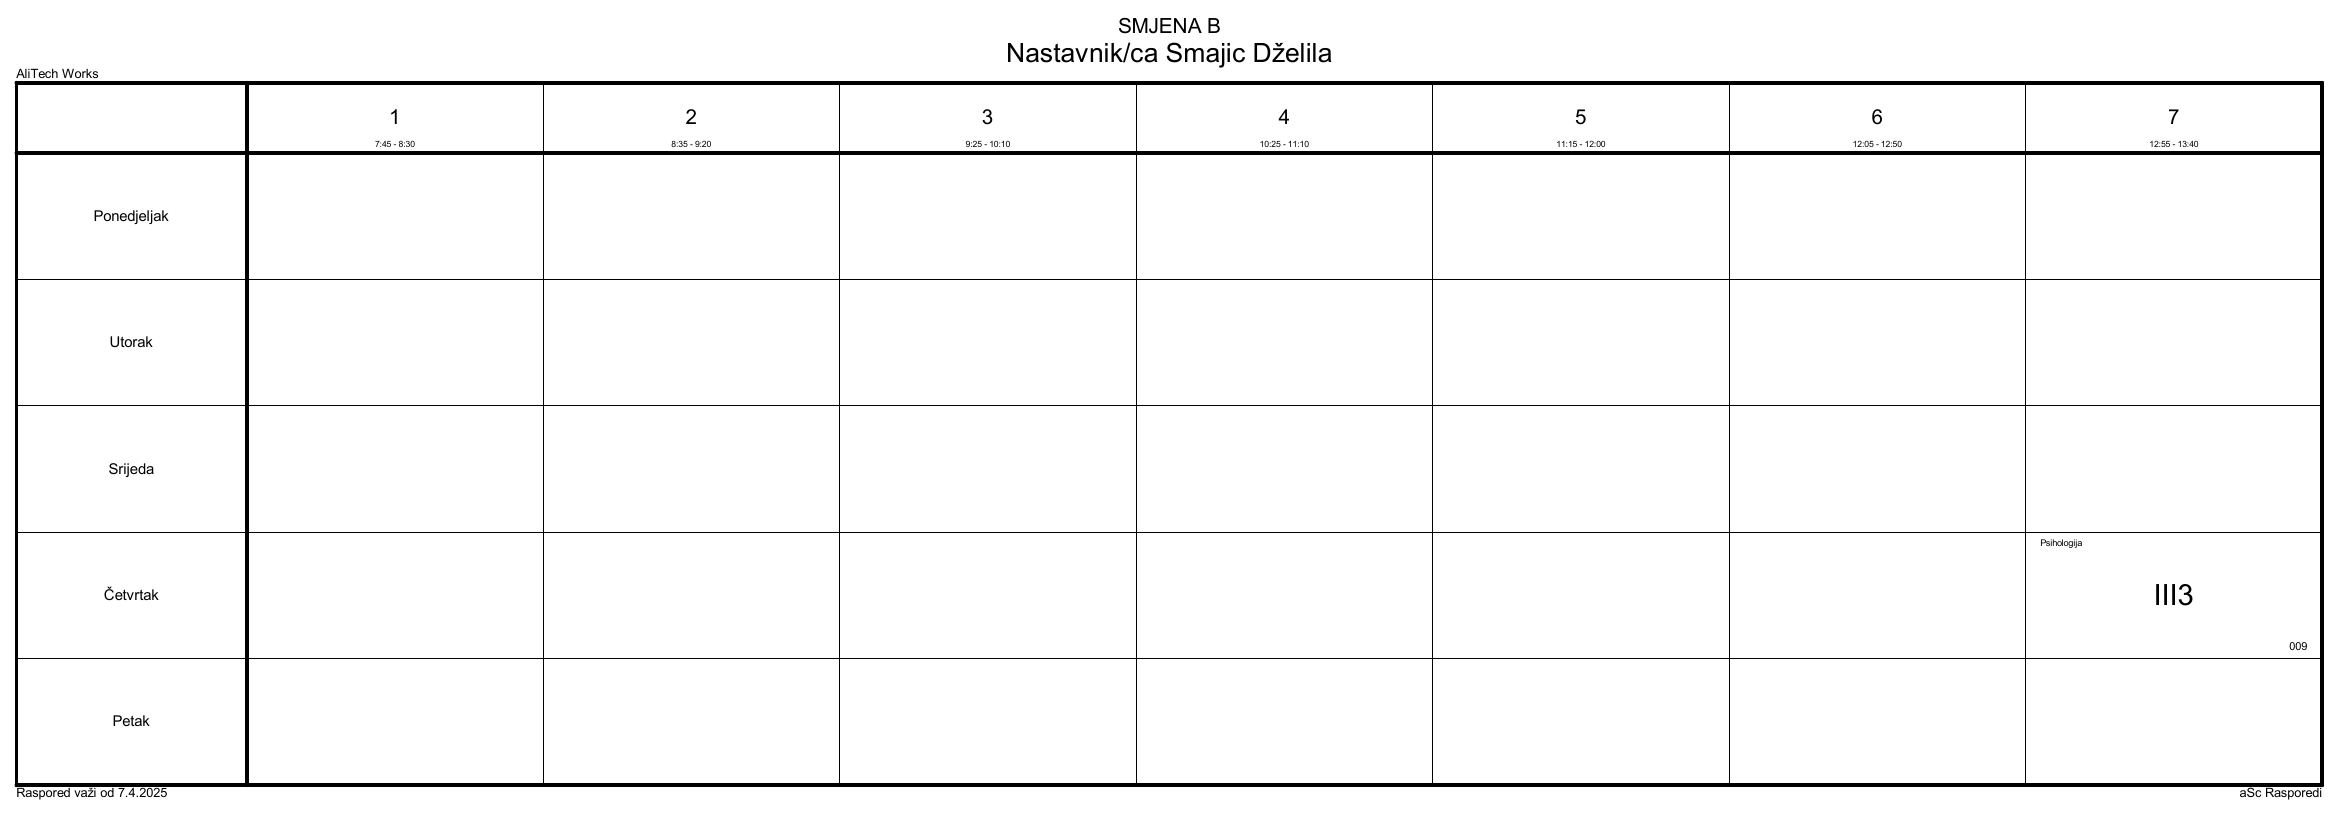 SMJENA B
Nastavnik/ca Smajic Dželila
AliTech Works
1 2 3 4 5 6 7
7:45 - 8:30 8:35 - 9:20 9:25 - 10:10 10:25 - 11:10 11:15 - 12:00 12:05 - 12:50 12:55 - 13:40
Ponedjeljak
Utorak
Srijeda
Psihologija
Četvrtak III3
009
Petak
Raspored važi od 7.4.2025 aSc Rasporedi